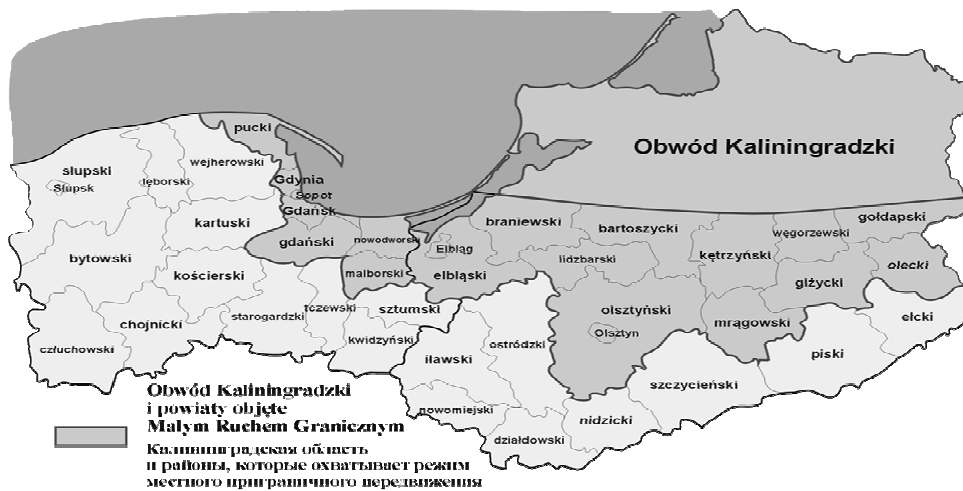 pucki
Obwód Kaliningradzki
słupski
Słupsk
lęborski
wejherowski
Gdynia
Sopot
Gdańsk
kartuski
gdański
nowodworski
malborski
Elbląg
elbląski
braniewski
lidzbarski
bartoszycki
kętrzyński
węgorzewski
gołdapski
olecki
giżycki
bytowski
kościerski
chojnicki
człuchowski
starogardzki
tczewski
sztumski
kwidzyński
iławski
ostródzki
olsztyński
Olsztyn
mrągowski
ełcki
piski
szczycieński
nidzicki
nowomiejski
działdowski
Obwód Kaliningradzki
i powiaty objęte
Małym Ruchem Granicznym
Калининградская область
и районы, которые охватывает режим
местного приграничного передвижения